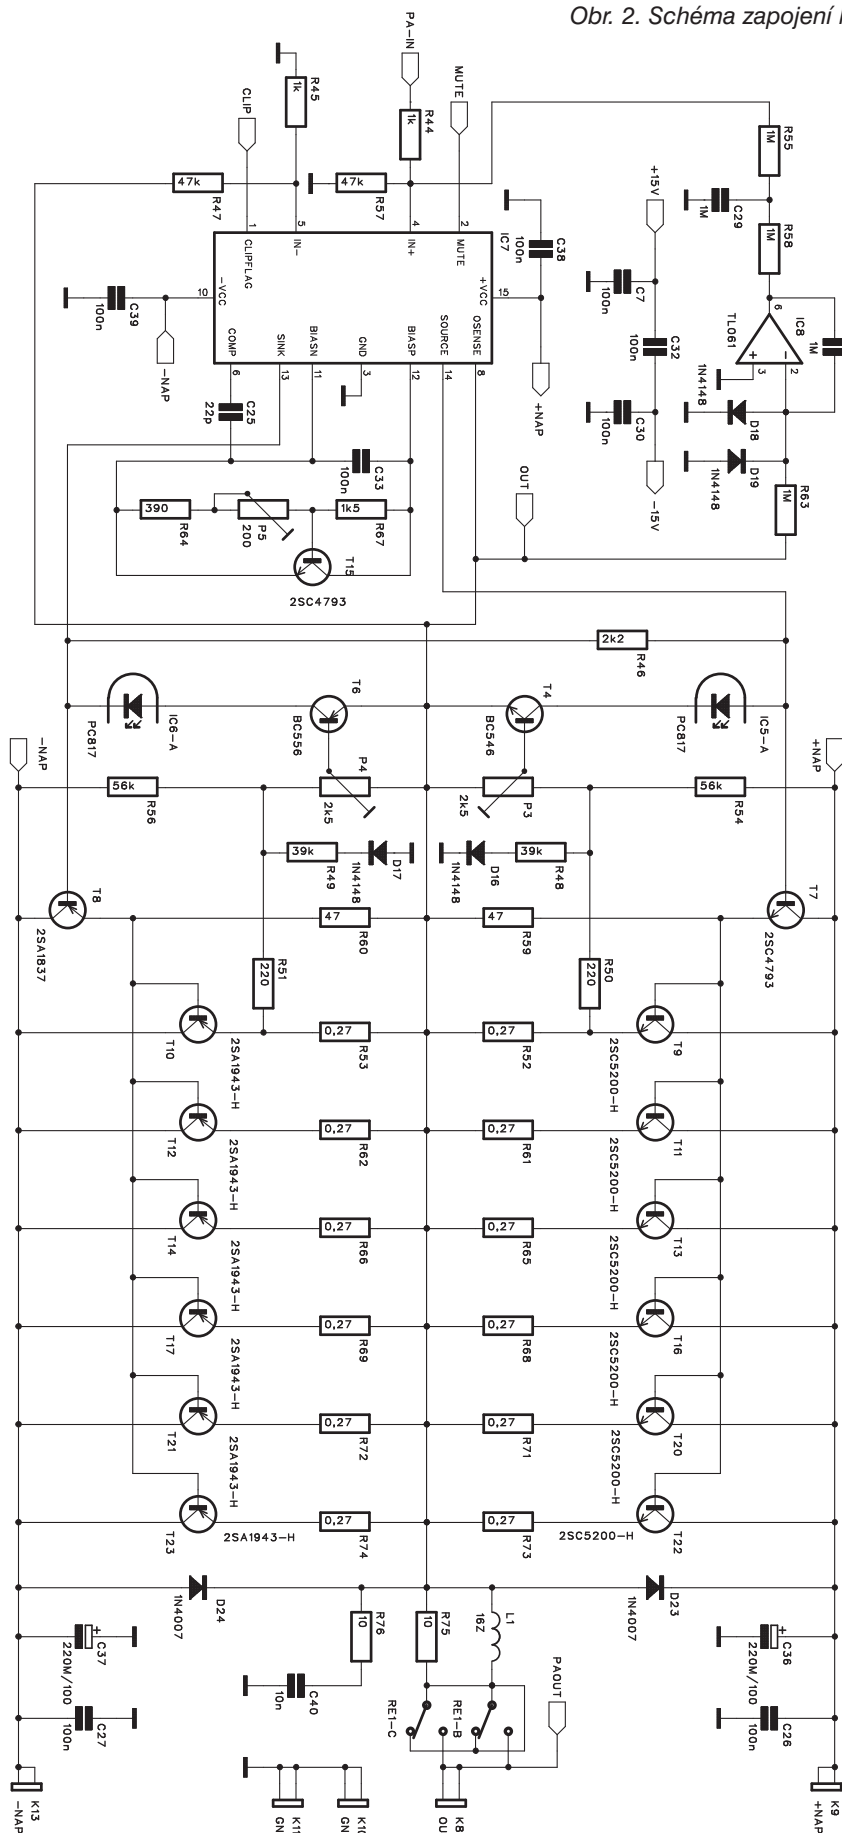 Obr. 2. Schéma zapojení
PA-IN
MUTE
CLIP
R45
1k
R44
1k
R55
1M
+15V
47k
R47
47k
R57
C29
1M
R58
1M
1
5
4
2
CLIPFLAG
IN-
IN+
MUTE
IC7
C38
100n
-VCC
+VCC
10
15
C39
100n
-NAP
COMP
SINK
BIASN
GND
BIASP
SOURCE
OSENSE
6
13
11
3
12
14
8
+NAP
C7
100n
C32
100n
C30
100n
-15V
IC8
TL061
6
3
2
1M
1N4148
D18
D19
1N4148
C25
22p
C33
100n
OUT
R63
1M
390
R64
P5
200
1k5
R67
T15
2SC4793
2k2
R46
-NAP
PC817
IC6-A
T6
BC556
T4
BC546
PC817
IC5-A
+NAP
56k
R56
P4
2k5
P3
2k5
56k
R54
39k
R49
D17
1N4148
D16
1N4148
39k
R48
T8
2SA1837
47
R60
47
R59
T7
2SC4793
R51
220
R50
220
T10
2SA1943-H
0,27
R53
0,27
R52
2SC5200-H
T9
T12
2SA1943-H
0,27
R62
0,27
R61
2SC5200-H
T11
T14
2SA1943-H
0,27
R66
0,27
R65
2SC5200-H
T13
T17
2SA1943-H
0,27
R69
0,27
R68
2SC5200-H
T16
T21
2SA1943-H
0,27
R72
0,27
R71
2SC5200-H
T20
T23
2SA1943-H
0,27
R74
0,27
R73
2SC5200-H
T22
1N4007
D24
D23
1N4007
R76
10
R75
10
L1
16Z
PAOUT
C37
220M/100
C27
100n
C40
10n
RE1-C
RE1-B
C36
220M/100
C26
100n
K13
-NAP
K11
GN
K10
GN
K8
OU
K9
+NAP